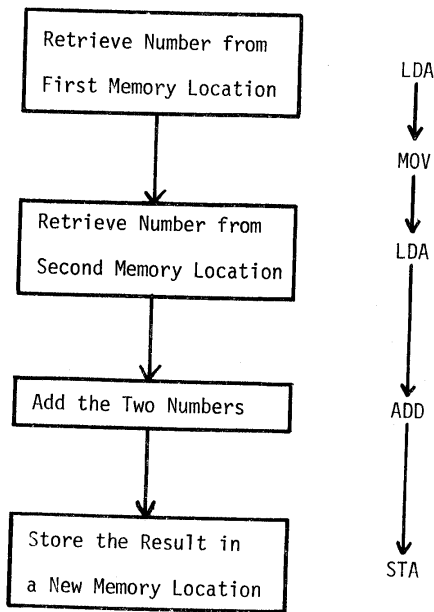 Retrieve Number from
First Memory Location
LDA
MOV
Retrieve Number from
Second Memory Location
LDA
Add the Two Numbers
ADD
Store the Result in
a New Memory Location
STA